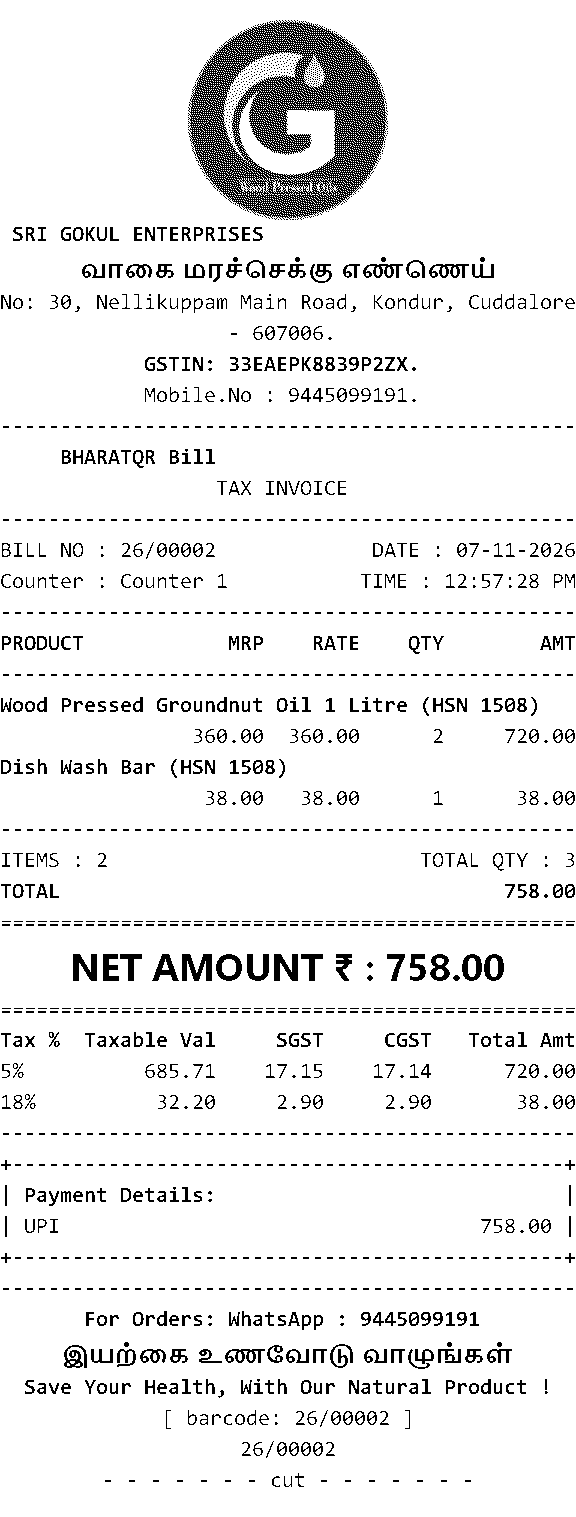 Wood Pressed Oils
SRI GOKUL ENTERPRISES
வாகை மரச்செக்கு எண்ணெய்
No: 30, Nellikuppam Main Road, Kondur, Cuddalore
- 607006.
GSTIN: 33EAEPK8839P2ZX.
Mobile.No : 9445099191.
------------------------------------------------
BHARATQR Bill
TAX INVOICE
------------------------------------------------
BILL NO : 26/00002 DATE : 07-11-2026
Counter : Counter 1 TIME : 12:57:28 PM
------------------------------------------------
PRODUCT MRP RATE QTY AMT
------------------------------------------------
Wood Pressed Groundnut Oil 1 Litre (HSN 1508)
360.00 360.00 2 720.00
Dish Wash Bar (HSN 1508)
38.00 38.00 1 38.00
------------------------------------------------
ITEMS : 2 TOTAL QTY : 3
TOTAL 758.00
================================================
NET AMOUNT ₹ : 758.00
================================================
Tax % Taxable Val SGST CGST Total Amt
5% 685.71 17.15 17.14 720.00
18% 32.20 2.90 2.90 38.00
------------------------------------------------
+----------------------------------------------+
| Payment Details: |
| UPI 758.00 |
+----------------------------------------------+
------------------------------------------------
For Orders: WhatsApp : 9445099191
இயற்கை உணவோடு வாழுங்கள்
Save Your Health, With Our Natural Product !
[ barcode: 26/00002 ]
26/00002
- - - - - - - cut - - - - - - -